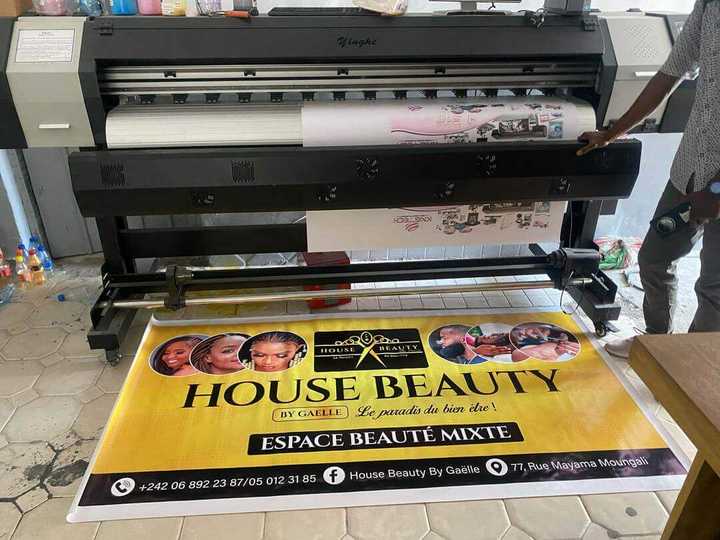 Yinghe
HOUSE BEAUTY
HOUSE BEAUTY
BY GAELLE Le paradis du bien être !
ESPACE BEAUTÉ MIXTE
+242 06 892 23 87/05 012 31 85 House Beauty By Gaëlle 77, Rue Mayama Moungali